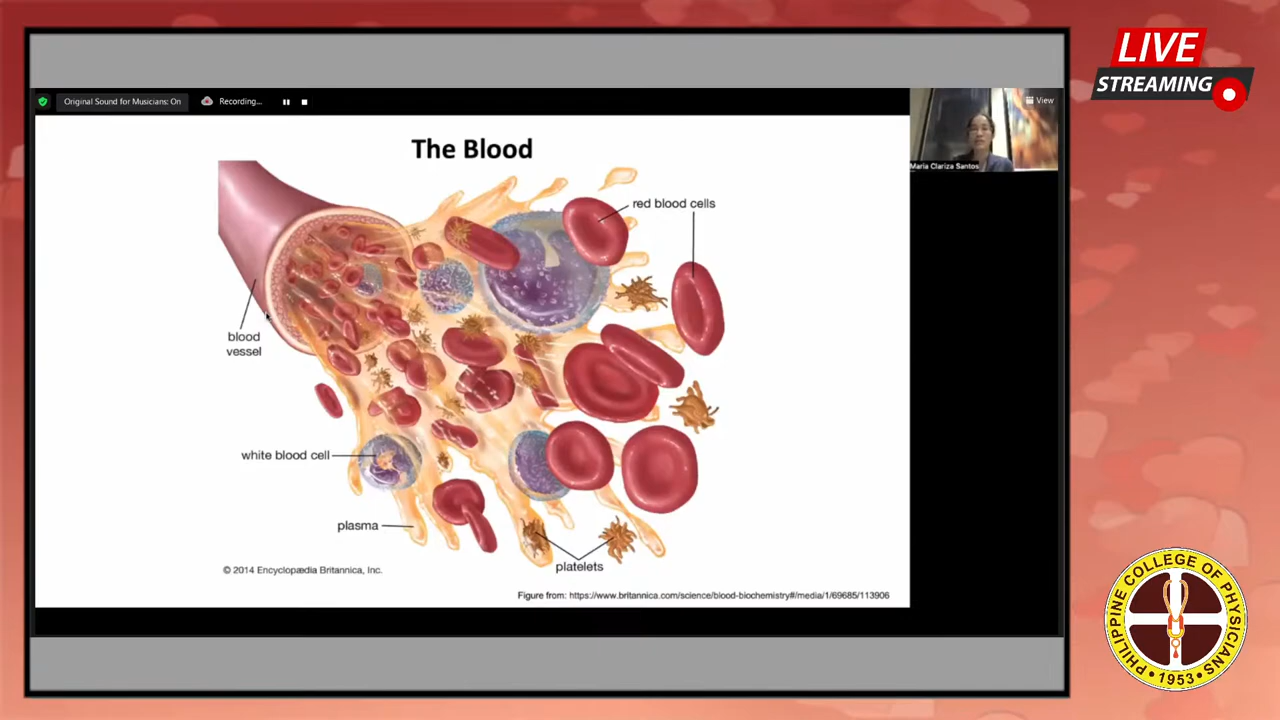 LIVE
STREAMING
Original Sound for Musicians: On
Recording...
View
Maria Clariza Santos
The Blood
red blood cells
blood
vessel
white blood cell
plasma
platelets
© 2014 Encyclopædia Britannica, Inc.
Figure from: https://www.britannica.com/science/blood-biochemistry#/media/1/69685/113906
PHILIPPINE COLLEGE OF PHYSICIANS
• 1953 •